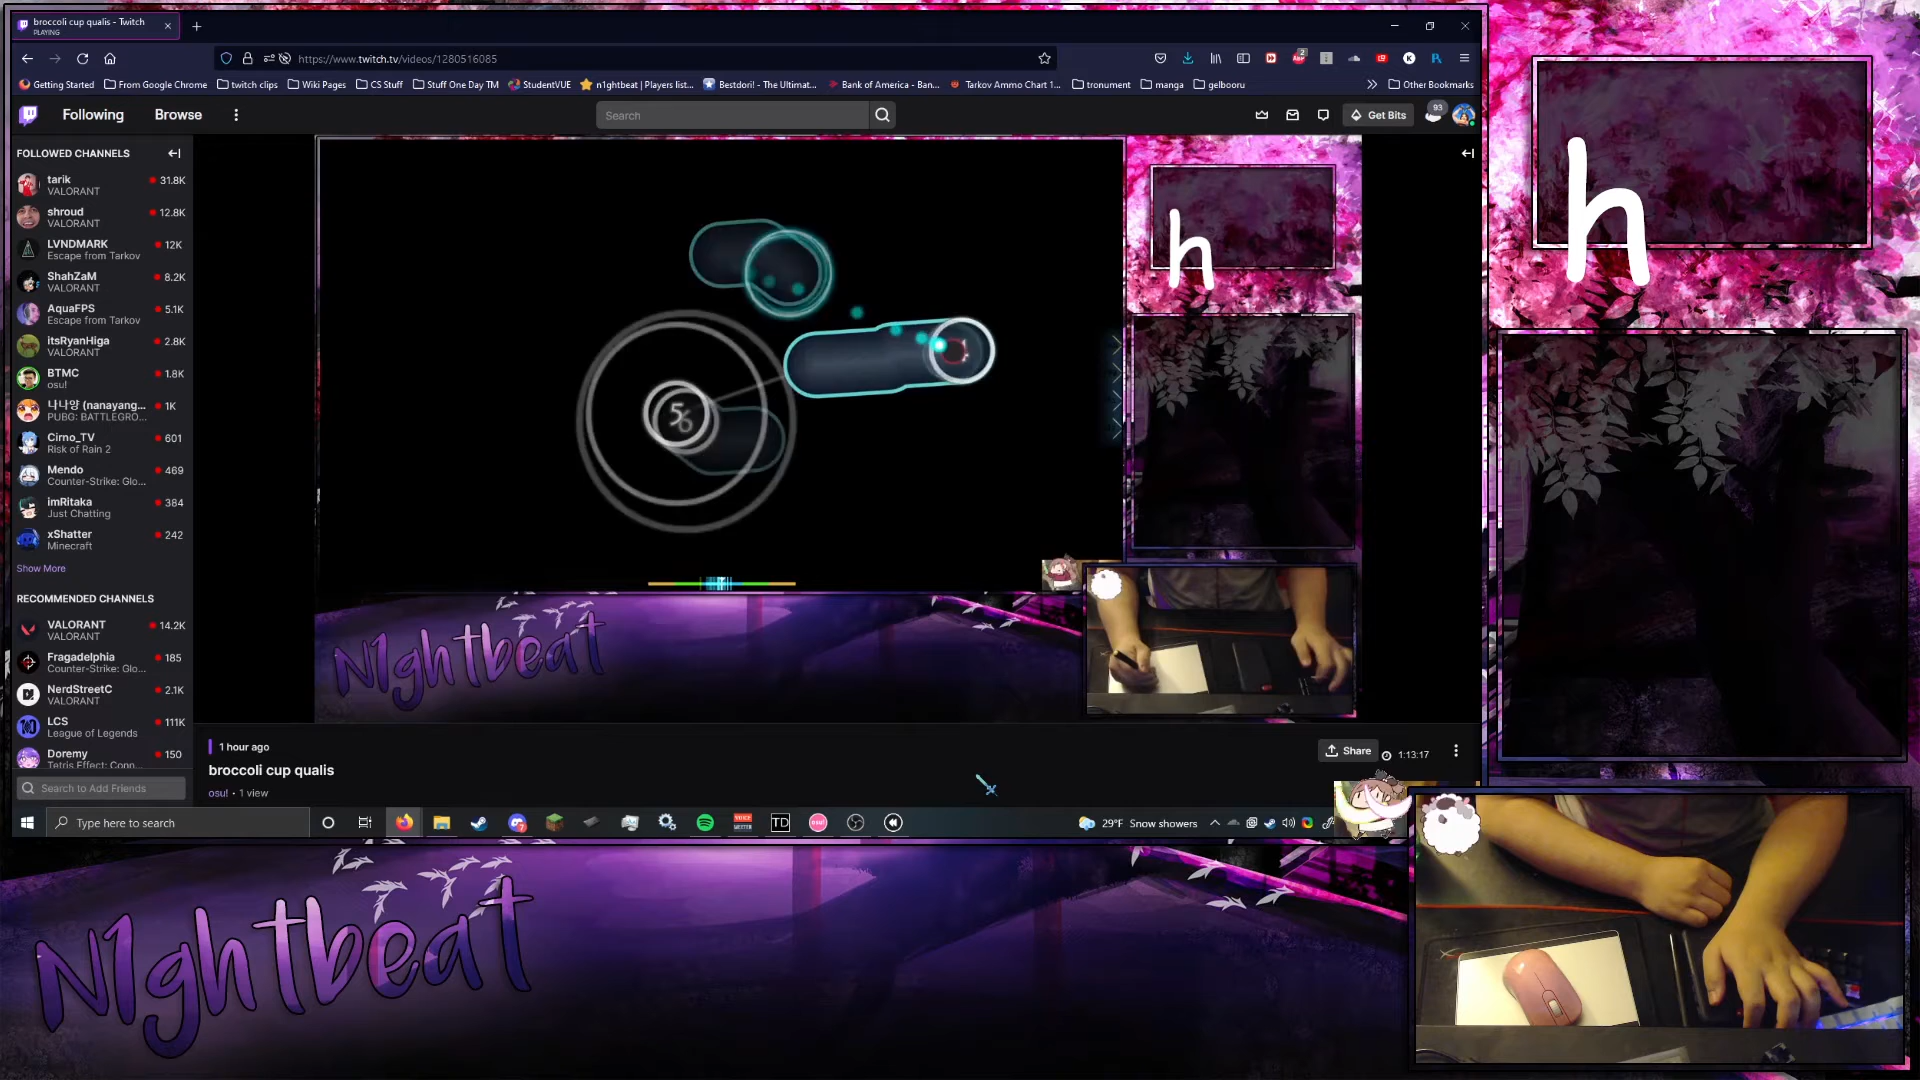 broccoli cup qualis - Twitch
PLAYING
https://www.twitch.tv/videos/1280516085
Getting Started
From Google Chrome
twitch clips
Wiki Pages
CS Stuff
Stuff One Day TM
StudentVUE
n1ghtbeat | Players list...
Bestdori! - The Ultimat...
Bank of America - Ban...
Tarkov Ammo Chart 1...
tronument
manga
gelbooru
Other Bookmarks
Following
Browse
Search
Get Bits
93
FOLLOWED CHANNELS
tarik 31.8K
VALORANT
shroud 12.8K
VALORANT
LVNDMARK 12K
Escape from Tarkov
ShahZaM 8.2K
VALORANT
AquaFPS 5.1K
Escape from Tarkov
itsRyanHiga 2.8K
VALORANT
BTMC 1.8K
osu!
나나양 (nanayang... 1K
PUBG: BATTLEGRO...
Cirno_TV 601
Risk of Rain 2
Mendo 469
Counter-Strike: Glo...
imRitaka 384
Just Chatting
xShatter 242
Minecraft
Show More
RECOMMENDED CHANNELS
VALORANT 14.2K
VALORANT
Fragadelphia 185
Counter-Strike: Glo...
NerdStreetC 2.1K
VALORANT
LCS 111K
League of Legends
Doremy 150
Tetris Effect: Conn...
Search to Add Friends
h
5
6
N1ghtbeat
1 hour ago
broccoli cup qualis
osu! • 1 view
Share
1:13:17
Type here to search
29°F Snow showers
h
N1ghtbeat